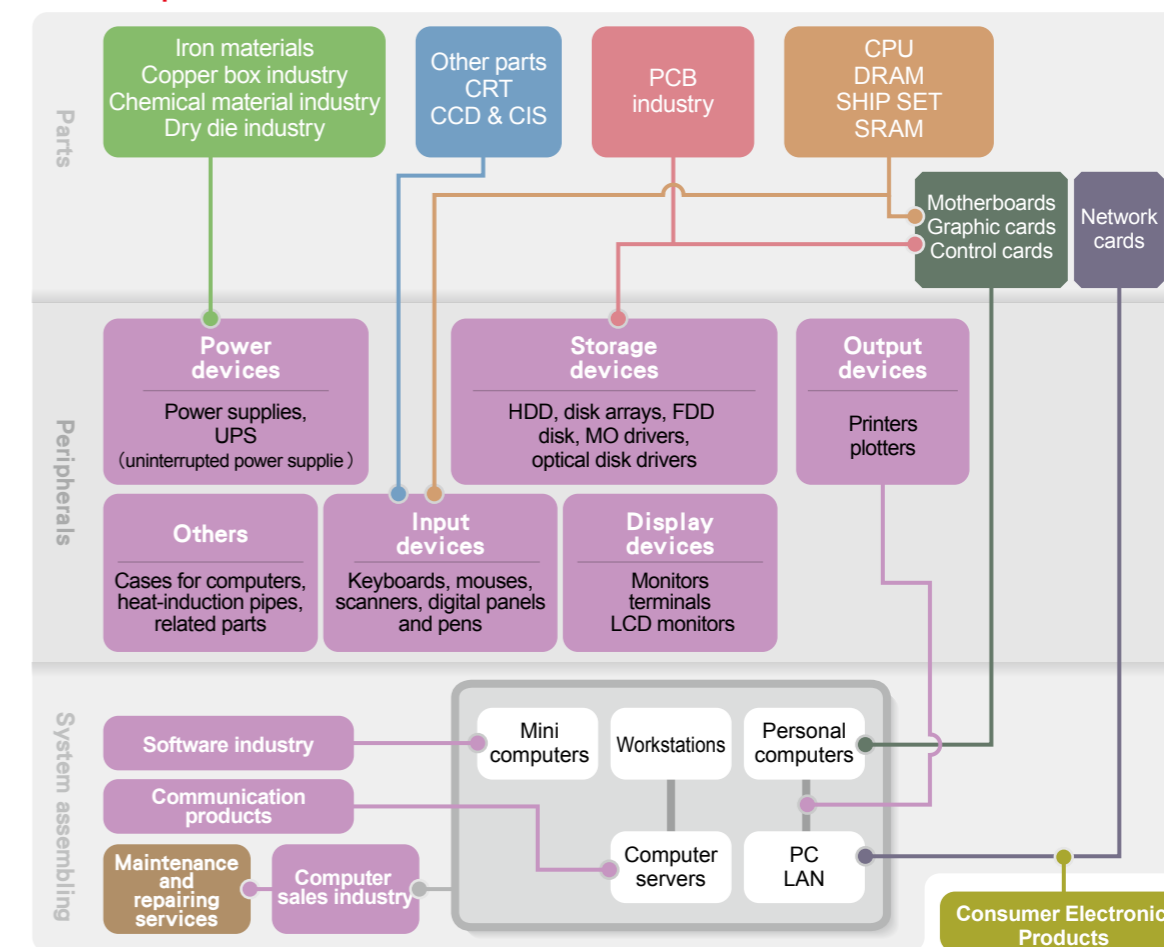 Parts
Iron materials
Copper box industry
Chemical material industry
Dry die industry
Other parts
CRT
CCD & CIS
PCB
industry
CPU
DRAM
SHIP SET
SRAM
Motherboards
Graphic cards
Control cards
Network
cards
Peripherals
Power
devices
Power supplies,
UPS
(uninterrupted power supplie)
Storage
devices
HDD, disk arrays, FDD
disk, MO drivers,
optical disk drivers
Output
devices
Printers
plotters
Others
Cases for computers,
heat-induction pipes,
related parts
Input
devices
Keyboards, mouses,
scanners, digital panels
and pens
Display
devices
Monitors
terminals
LCD monitors
System assembling
Software industry
Communication
products
Maintenance
and
repairing
services
Computer
sales industry
Mini
computers
Workstations
Personal
computers
Computer
servers
PC
LAN
Consumer Electronic
Products